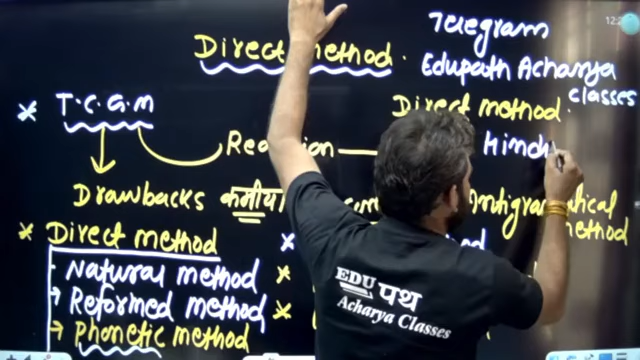 Telegram
Direct method.
Edupath Acharya
classes
* T.C.G.M
Direct method.
Reaction
Drawbacks कमीयां
Antigrammatical
method
* Direct method
Natural method *
→ Reformed method *
→ Phonetic method
EDU पथ
Acharya Classes